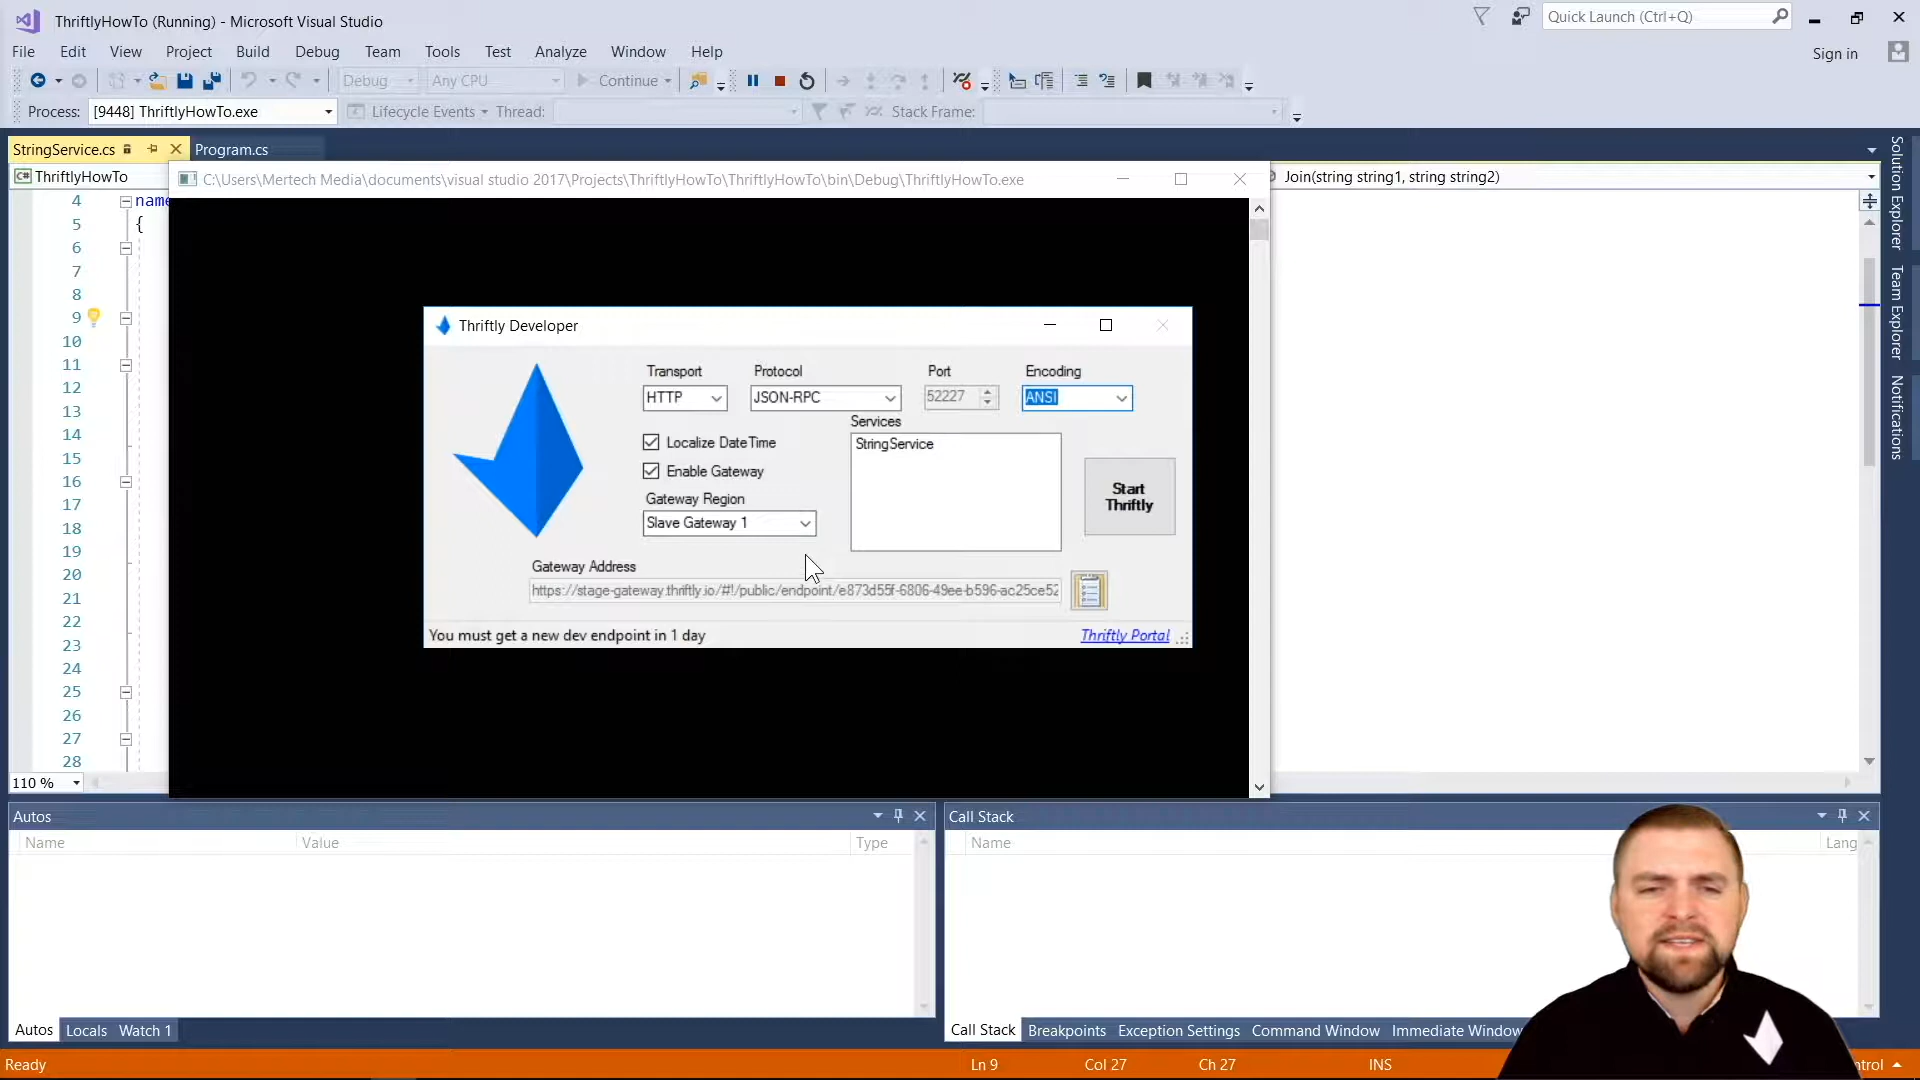 ThriftlyHowTo (Running) - Microsoft Visual Studio
Quick Launch (Ctrl+Q)
File Edit View Project Build Debug Team Tools Test Analyze Window Help
Sign in
Debug Any CPU Continue
Process: [9448] ThriftlyHowTo.exe Lifecycle Events Thread: Stack Frame:
StringService.cs Program.cs
ThriftlyHowTo
C:\Users\Mertech Media\documents\visual studio 2017\Projects\ThriftlyHowTo\ThriftlyHowTo\bin\Debug\ThriftlyHowTo.exe
Join(string string1, string string2)
Solution Explorer
Team Explorer
Notifications
4 name
5 {
6
7
8
9
10
11
12
13
14
15
16
17
18
19
20
21
22
23
24
25
26
27
28
Thriftly Developer
Transport Protocol Port Encoding
HTTP JSON-RPC 52227 ANSI
Services
StringService
Localize DateTime
Enable Gateway
Gateway Region
Slave Gateway 1
Start
Thriftly
Gateway Address
https://stage-gateway.thriftly.io/#!/public/endpoint/e873d55f-6806-49ee-b596-ac25ce52
You must get a new dev endpoint in 1 day Thriftly Portal
110 %
Autos
Name Value Type
Call Stack
Name Lang
Autos Locals Watch 1
Call Stack Breakpoints Exception Settings Command Window Immediate Window
Ready Ln 9 Col 27 Ch 27 INS ntrol